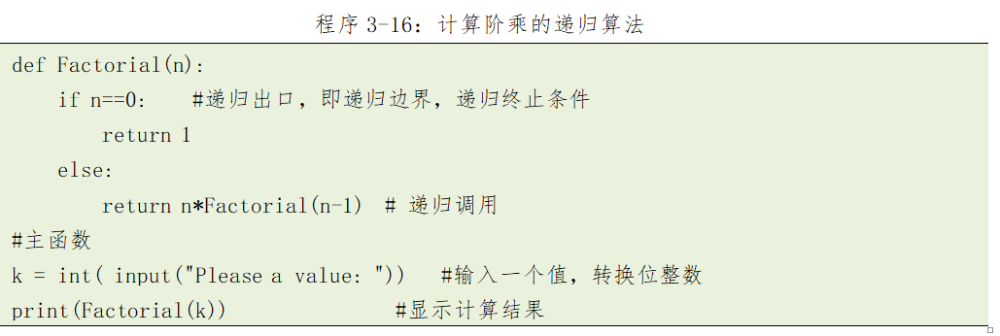 程序 3-16：计算阶乘的递归算法
def Factorial(n):
    if n==0:    #递归出口，即递归边界，递归终止条件
        return 1
    else:
        return n*Factorial(n-1)  # 递归调用
#主函数
k = int( input("Please a value: "))   #输入一个值，转换位整数
print(Factorial(k))               #显示计算结果